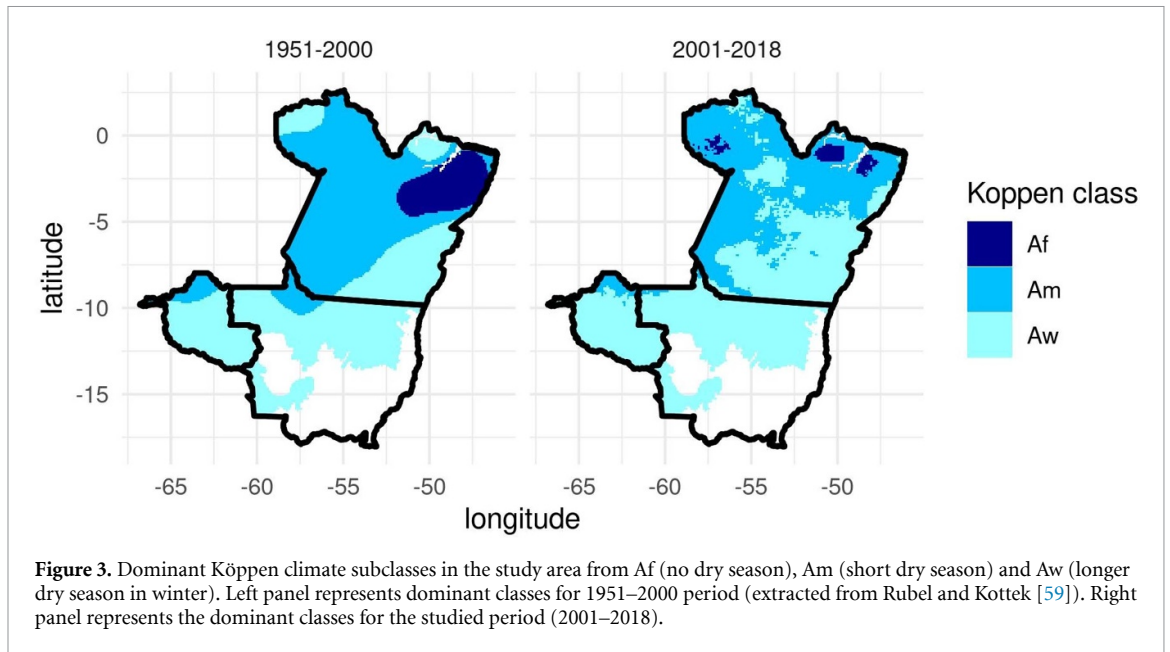 1951-2000
2001-2018
0
-5
-10
-15
latitude
-65
-60
-55
-50
-65
-60
-55
-50
longitude
Koppen class
Af
Am
Aw
Figure 3. Dominant Köppen climate subclasses in the study area from Af (no dry season), Am (short dry season) and Aw (longer
dry season in winter). Left panel represents dominant classes for 1951–2000 period (extracted from Rubel and Kottek [59]). Right
panel represents the dominant classes for the studied period (2001–2018).